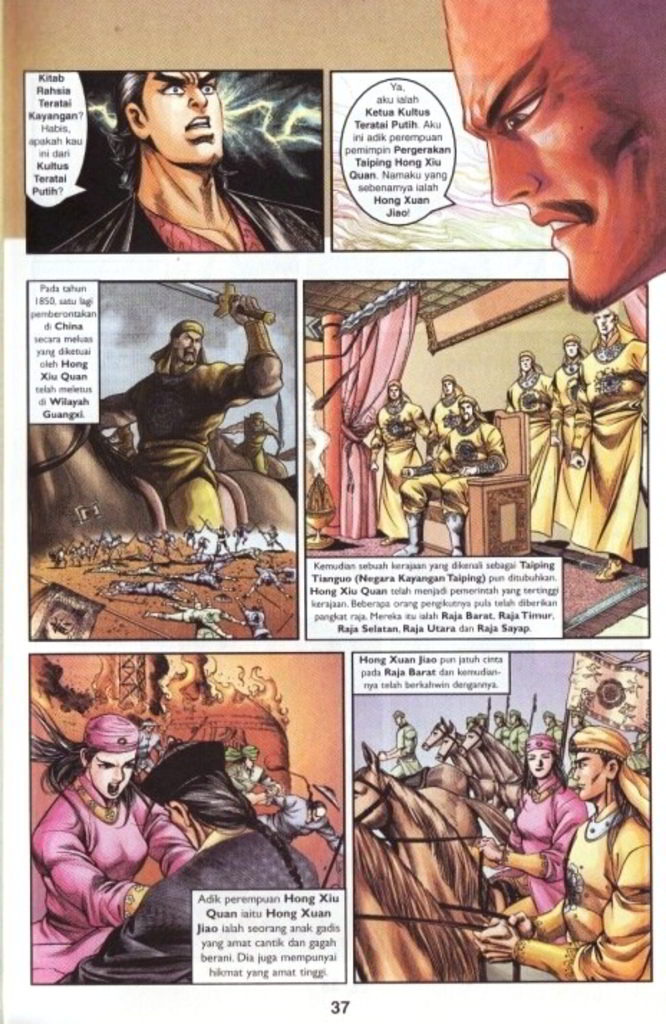 Kitab
Rahsia
Teratai
Kayangan?
Habis,
apakah kau
ini dari
Kultus
Teratai
Putih?
Ya,
aku ialah
Ketua Kultus
Teratai Putih. Aku
ini adik perempuan
pemimpin Pergerakan
Taiping Hong Xiu
Quan. Namaku yang
sebenarnya ialah
Hong Xuan
Jiao!
Pada tahun
1850, satu lagi
pemberontakan
di China
secara meluas
yang diketuai
oleh Hong
Xiu Quan
telah meletus
di Wilayah
Guangxi.
Kemudian sebuah kerajaan yang dikenali sebagai Taiping
Tianguo (Negara Kayangan Taiping) pun ditubuhkan.
Hong Xiu Quan telah menjadi pemerintah yang tertinggi
kerajaan. Beberapa orang pengikutnya pula telah diberikan
pangkat raja. Mereka itu ialah Raja Barat, Raja Timur,
Raja Selatan, Raja Utara dan Raja Sayap.
Adik perempuan Hong Xiu
Quan iaitu Hong Xuan
Jiao ialah seorang anak gadis
yang amat cantik dan gagah
berani. Dia juga mempunyai
hikmat yang amat tinggi.
Hong Xuan Jiao pun jatuh cinta
pada Raja Barat dan kemudian-
nya telah berkahwin dengannya.
37